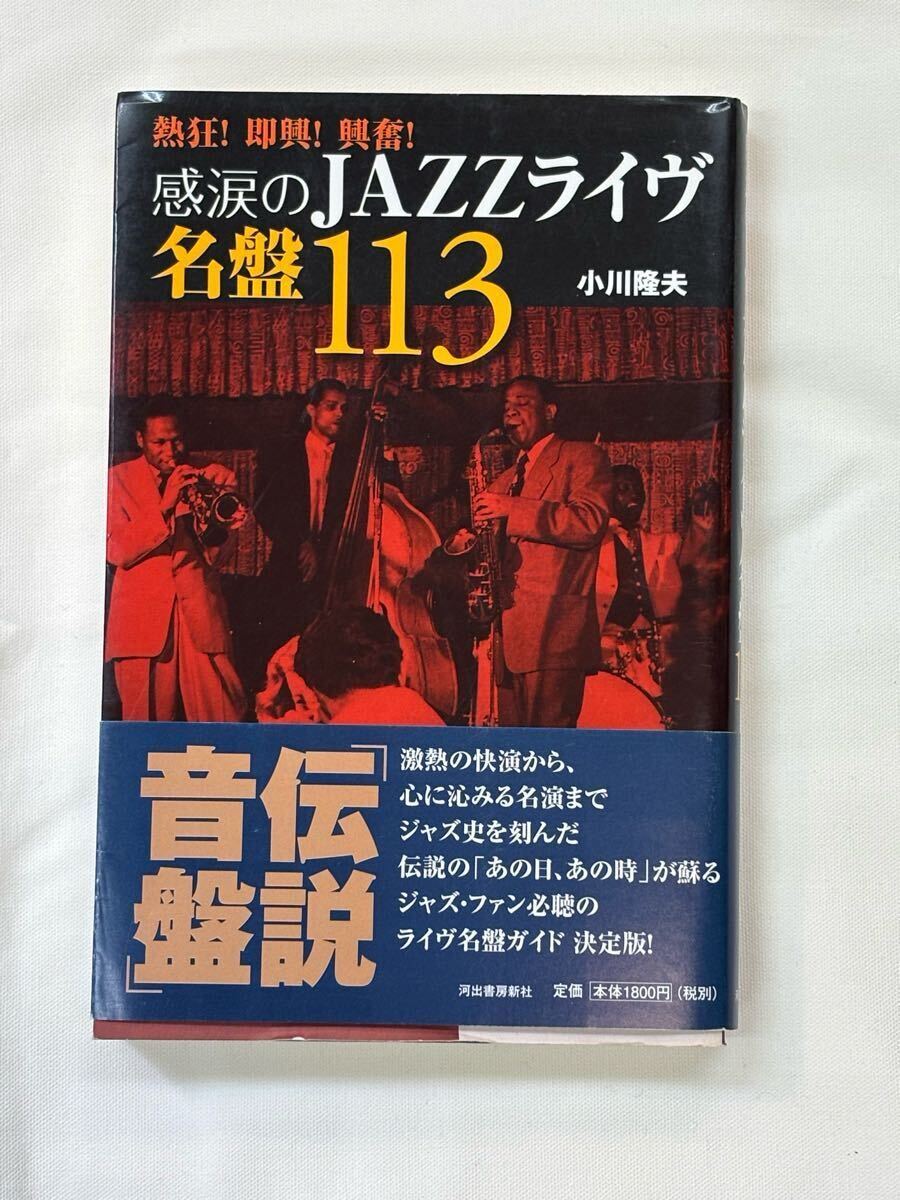 熱狂！ 即興！ 興奮！
感涙のJAZZライヴ
名盤113
小川隆夫
「伝説
音盤」
激熱の快演から、
心に沁みる名演まで
ジャズ史を刻んだ
伝説の「あの日、あの時」が蘇る
ジャズ・ファン必聴の
ライヴ名盤ガイド 決定版！
河出書房新社 定価 本体1800円（税別）